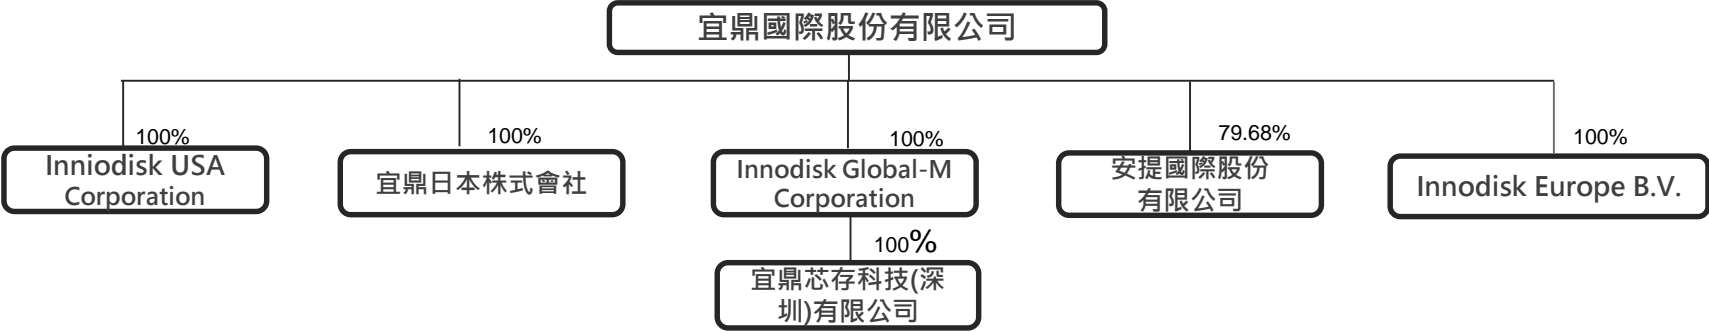 宜鼎國際股份有限公司
100%
100%
100%
79.68%
100%
Inniodisk USA
Corporation
宜鼎日本株式會社
Innodisk Global-M
Corporation
安提國際股份
有限公司
Innodisk Europe B.V.
100%
宜鼎芯存科技(深
圳)有限公司